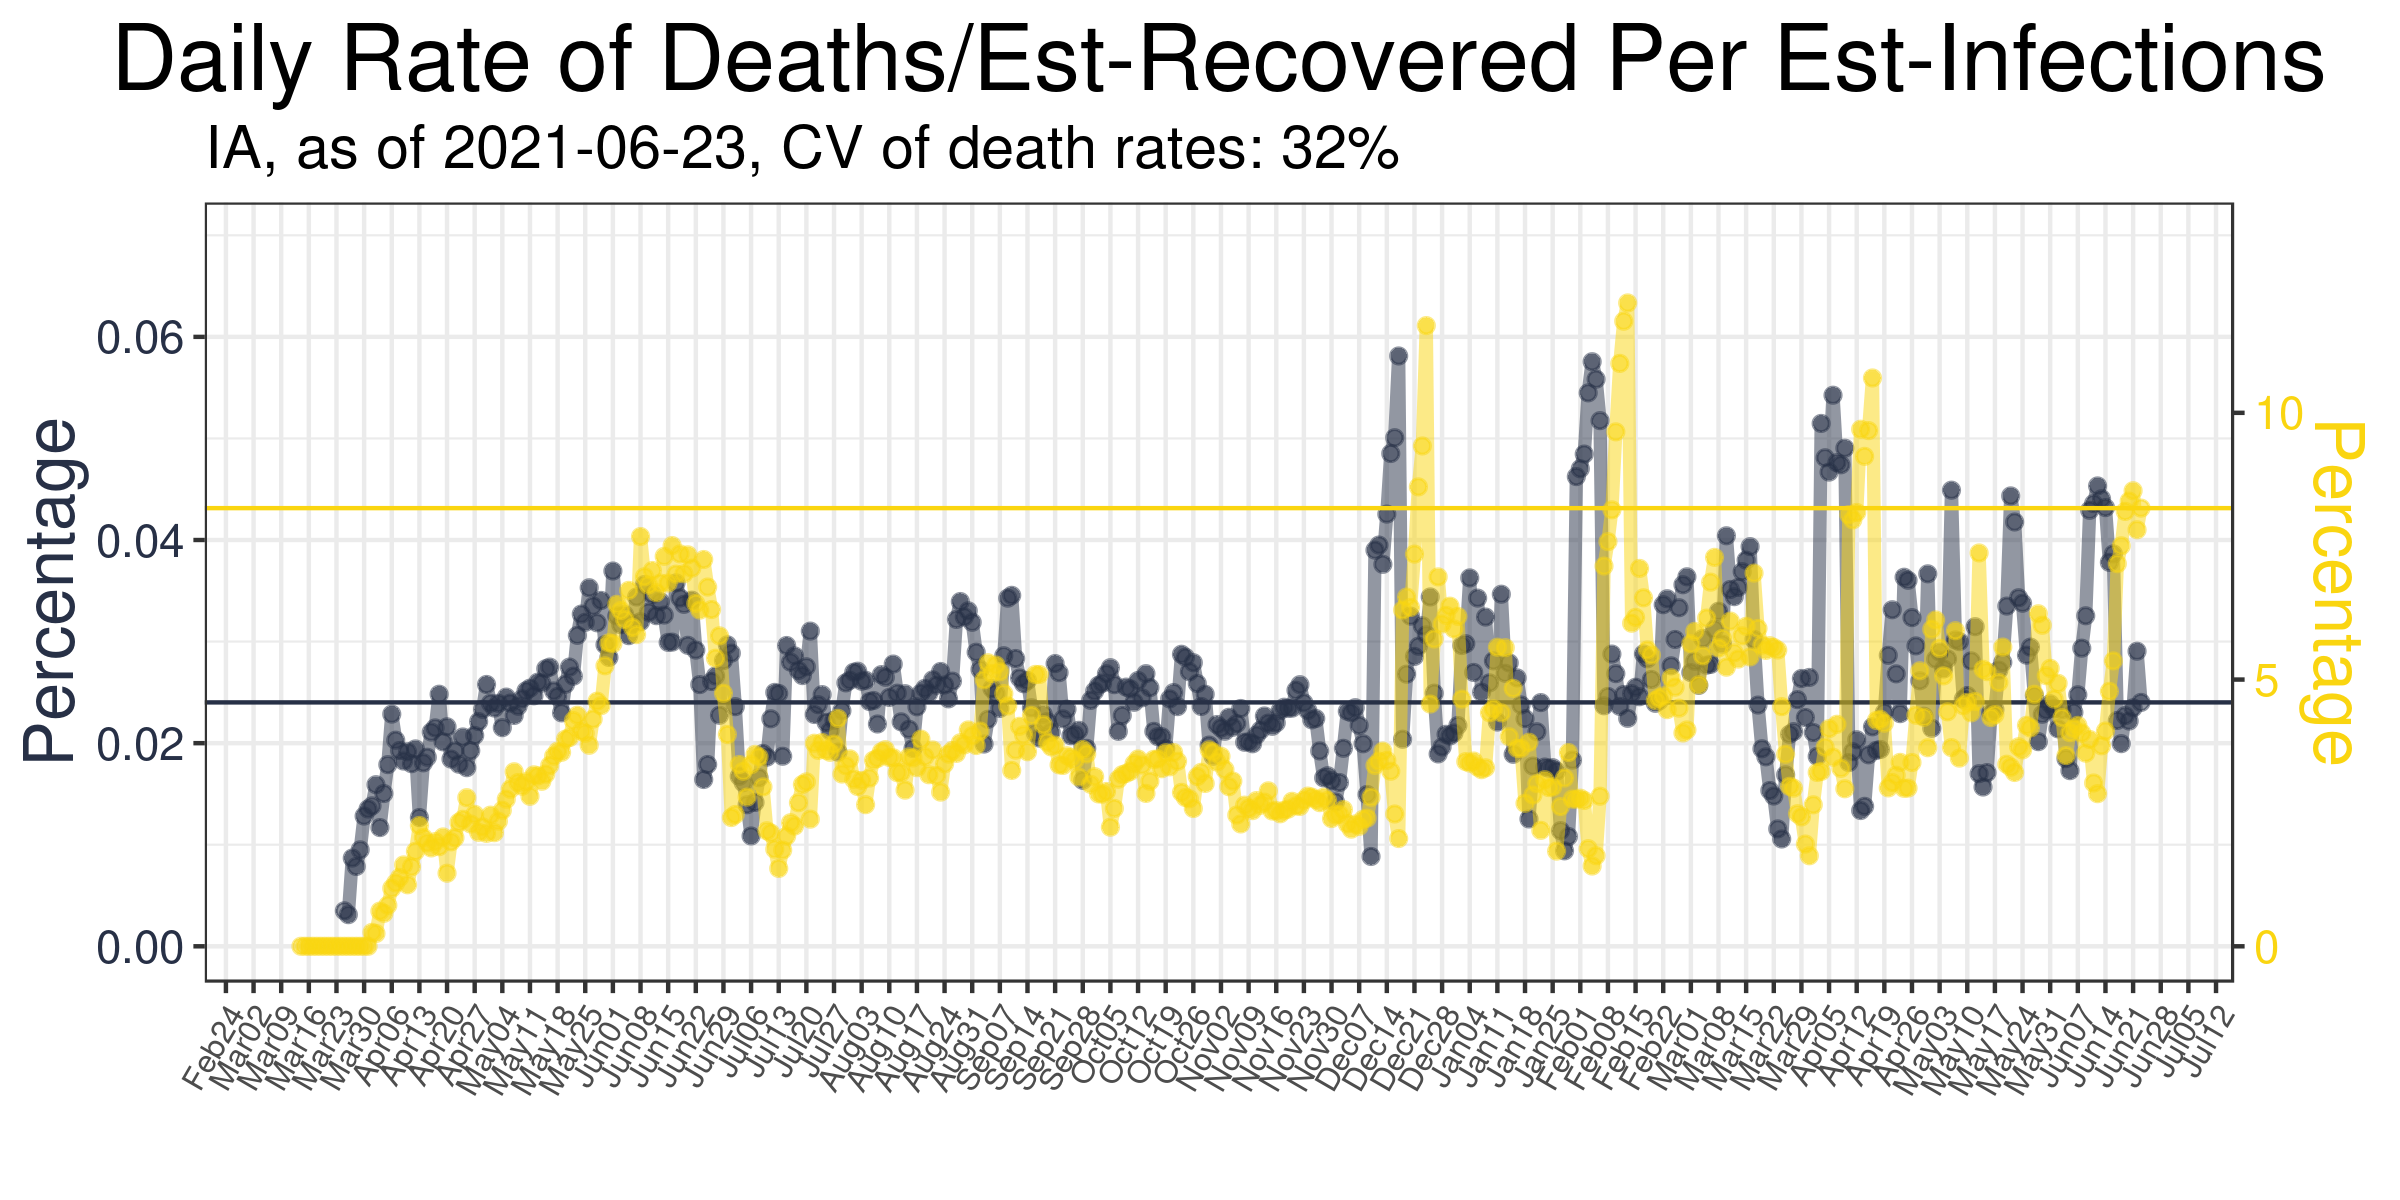 Daily Rate of Deaths/Est-Recovered Per Est-Infections
IA, as of 2021-06-23, CV of death rates: 32%
Percentage
0.06
0.04
0.02
0.00
10
5
0
Percentage
Feb24
Mar02
Mar09
Mar16
Mar23
Mar30
Apr06
Apr13
Apr20
Apr27
May04
May11
May18
May25
Jun01
Jun08
Jun15
Jun22
Jun29
Jul06
Jul13
Jul20
Jul27
Aug03
Aug10
Aug17
Aug24
Aug31
Sep07
Sep14
Sep21
Sep28
Oct05
Oct12
Oct19
Oct26
Nov02
Nov09
Nov16
Nov23
Nov30
Dec07
Dec14
Dec21
Dec28
Jan04
Jan11
Jan18
Jan25
Feb01
Feb08
Feb15
Feb22
Mar01
Mar08
Mar15
Mar22
Mar29
Apr05
Apr12
Apr19
Apr26
May03
May10
May17
May24
May31
Jun07
Jun14
Jun21
Jun28
Jul05
Jul12